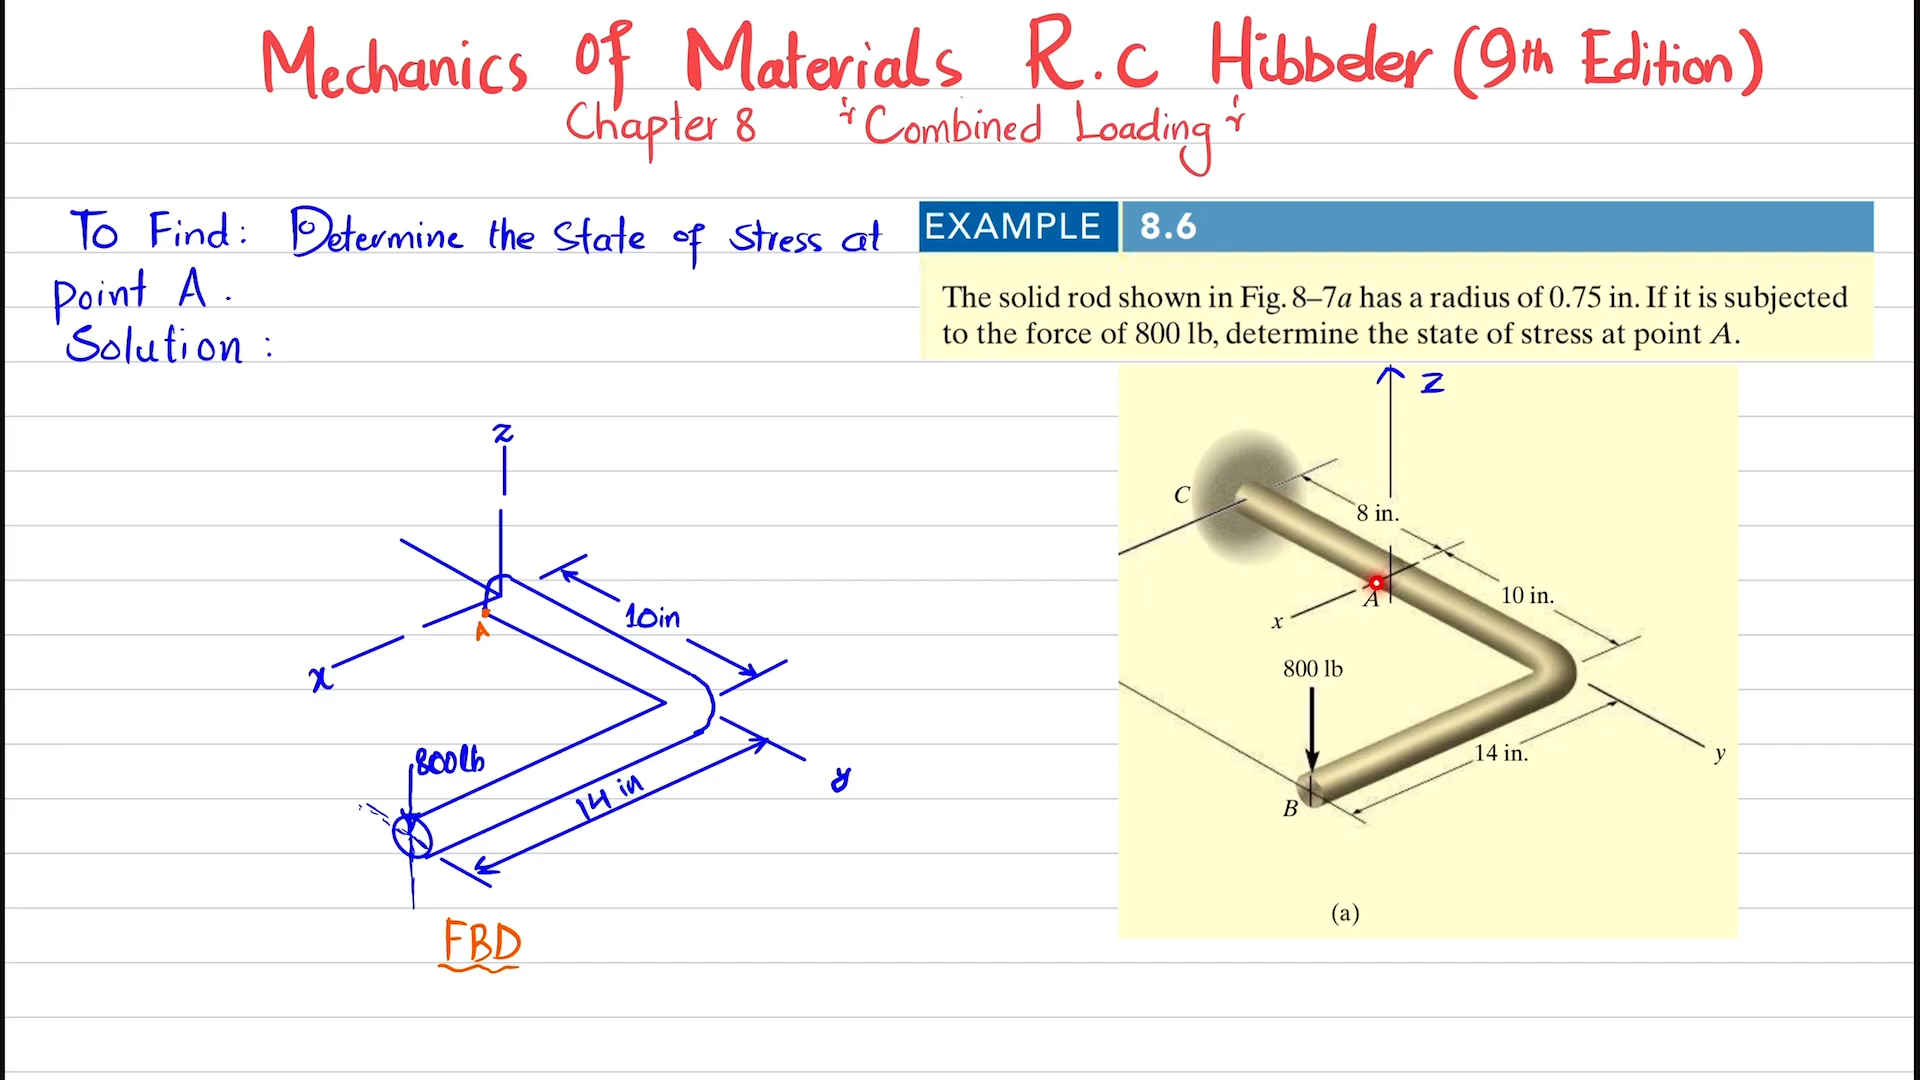 Mechanics of Materials R.C Hibbeler (9th Edition)
Chapter 8 "Combined Loading"
To Find: Determine the State of Stress at
point A.
Solution:
EXAMPLE 8.6
The solid rod shown in Fig. 8–7a has a radius of 0.75 in. If it is subjected
to the force of 800 lb, determine the state of stress at point A.
z
C
8 in.
10 in.
A
x
800 lb
14 in.
y
B
(a)
z
10in
A
x
800lb
14 in
y
FBD